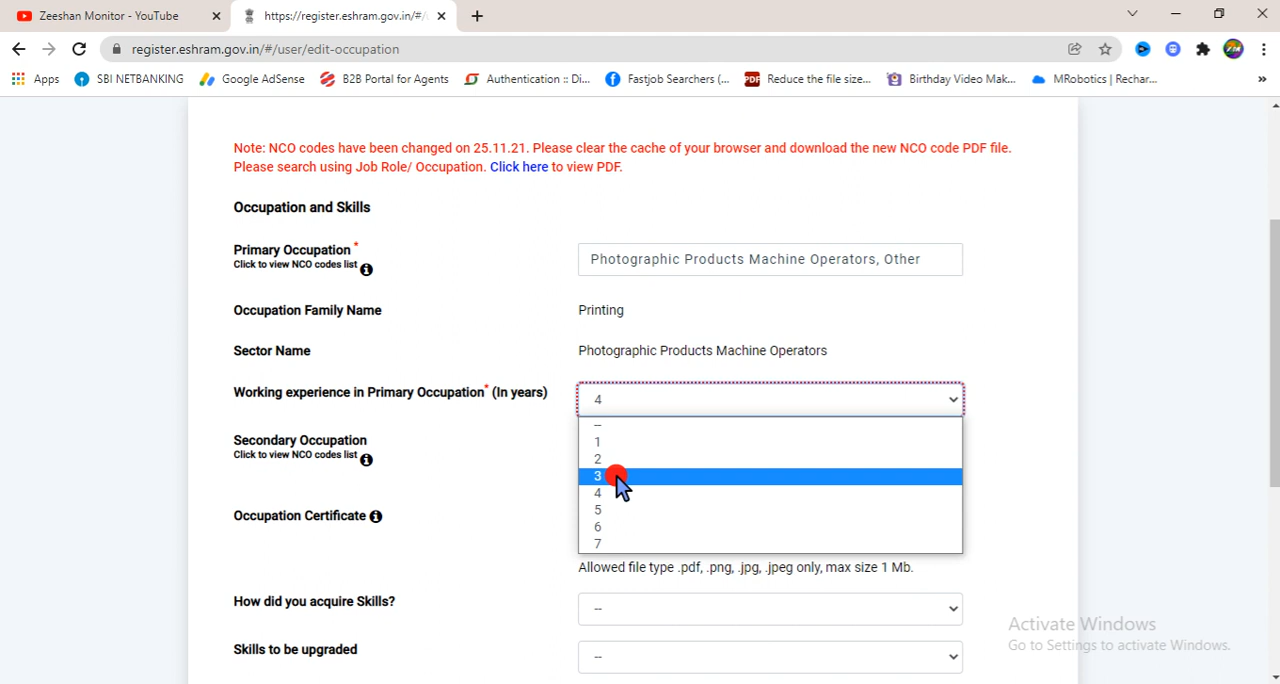 Zeeshan Monitor - YouTube
https://register.eshram.gov.in/#/
register.eshram.gov.in/#/user/edit-occupation
Apps SBI NETBANKING Google AdSense B2B Portal for Agents Authentication :: Di... Fastjob Searchers (... PDF Reduce the file size... Birthday Video Mak... MRobotics | Rechar... »
Note: NCO codes have been changed on 25.11.21. Please clear the cache of your browser and download the new NCO code PDF file.
Please search using Job Role/ Occupation. Click here to view PDF.
Occupation and Skills
Primary Occupation *
Click to view NCO codes list
Photographic Products Machine Operators, Other
Occupation Family Name Printing
Sector Name Photographic Products Machine Operators
Working experience in Primary Occupation* (In years) 4
--
1
2
3
4
5
6
7
Secondary Occupation
Click to view NCO codes list
Occupation Certificate
Allowed file type .pdf, .png, .jpg, .jpeg only, max size 1 Mb.
How did you acquire Skills? --
Skills to be upgraded --
Activate Windows
Go to Settings to activate Windows.